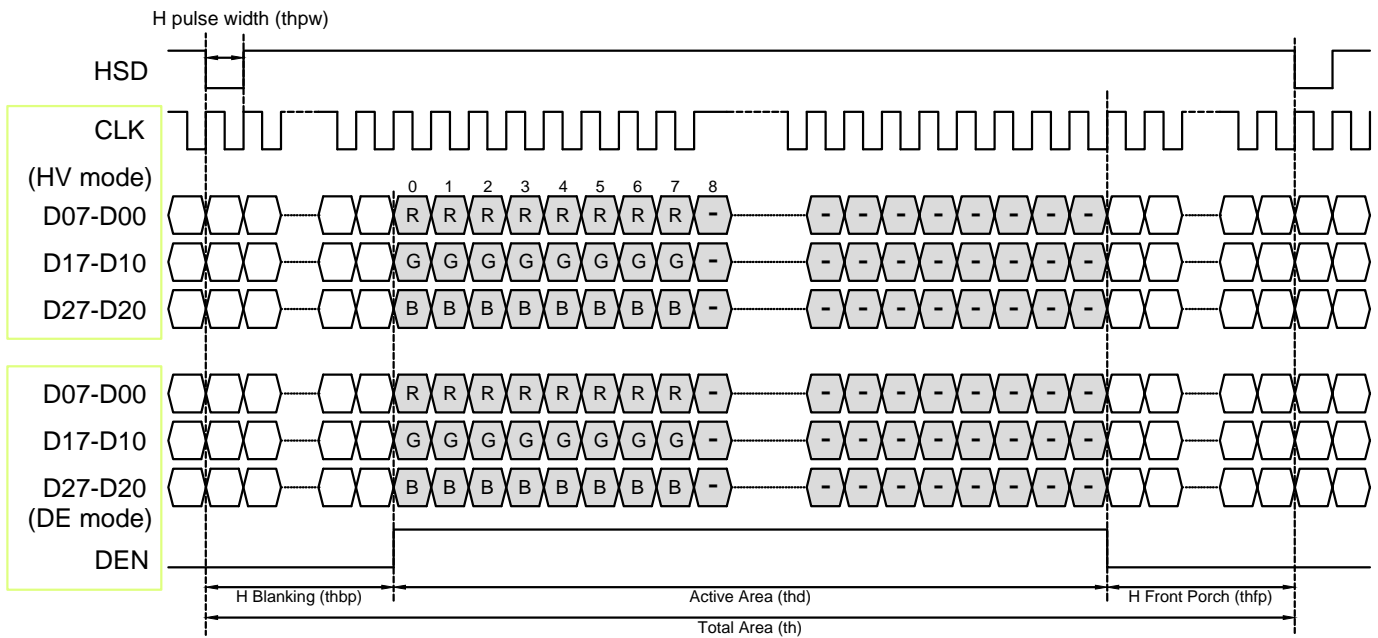 H pulse width (thpw)
HSD
CLK
(HV mode)
0 1 2 3 4 5 6 7 8
D07-D00 R R R R R R R R - - - - - - - - -
D17-D10 G G G G G G G G - - - - - - - - -
D27-D20 B B B B B B B B - - - - - - - - -
D07-D00 R R R R R R R R - - - - - - - - -
D17-D10 G G G G G G G G - - - - - - - - -
D27-D20 B B B B B B B B - - - - - - - - -
(DE mode)
DEN
H Blanking (thbp) Active Area (thd) H Front Porch (thfp)
Total Area (th)